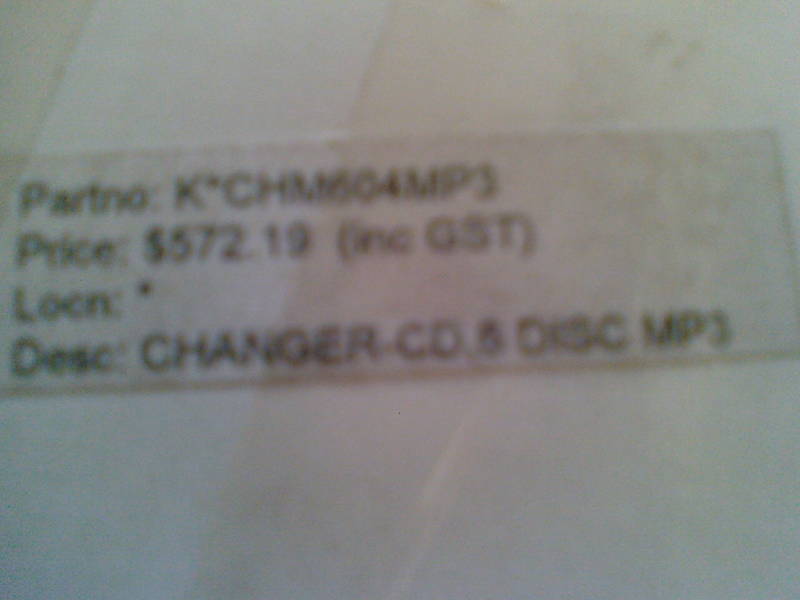 Partno: K*CHM604MP3
Price: $572.19 (inc GST)
Locn: *
Desc: CHANGER-CD,6 DISC MP3